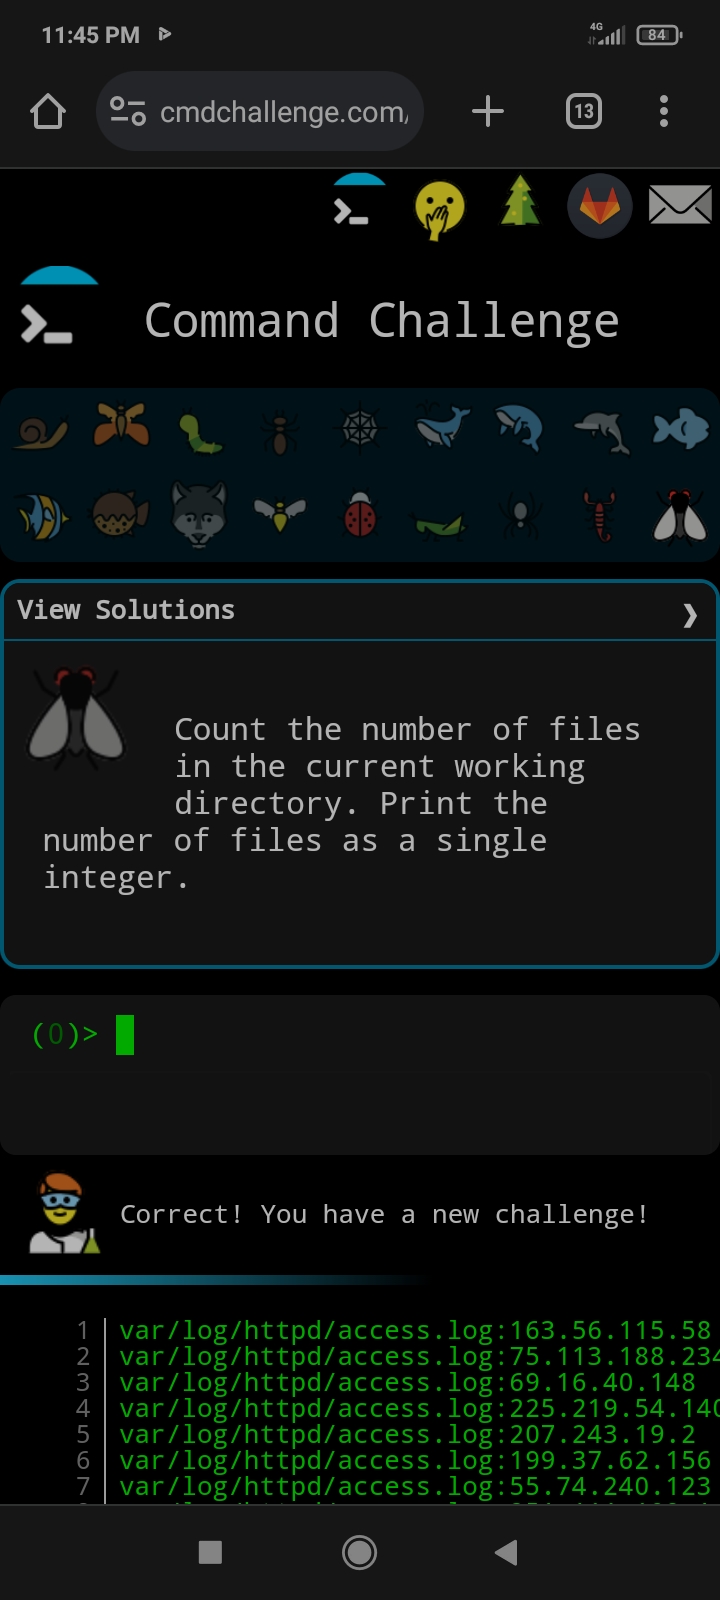 11:45 PM
4G
84
cmdchallenge.com/
13
Command Challenge
View Solutions
Count the number of files
in the current working
directory. Print the
number of files as a single
integer.
(0)>
Correct! You have a new challenge!
1 var/log/httpd/access.log:163.56.115.58
2 var/log/httpd/access.log:75.113.188.234
3 var/log/httpd/access.log:69.16.40.148
4 var/log/httpd/access.log:225.219.54.140
5 var/log/httpd/access.log:207.243.19.2
6 var/log/httpd/access.log:199.37.62.156
7 var/log/httpd/access.log:55.74.240.123